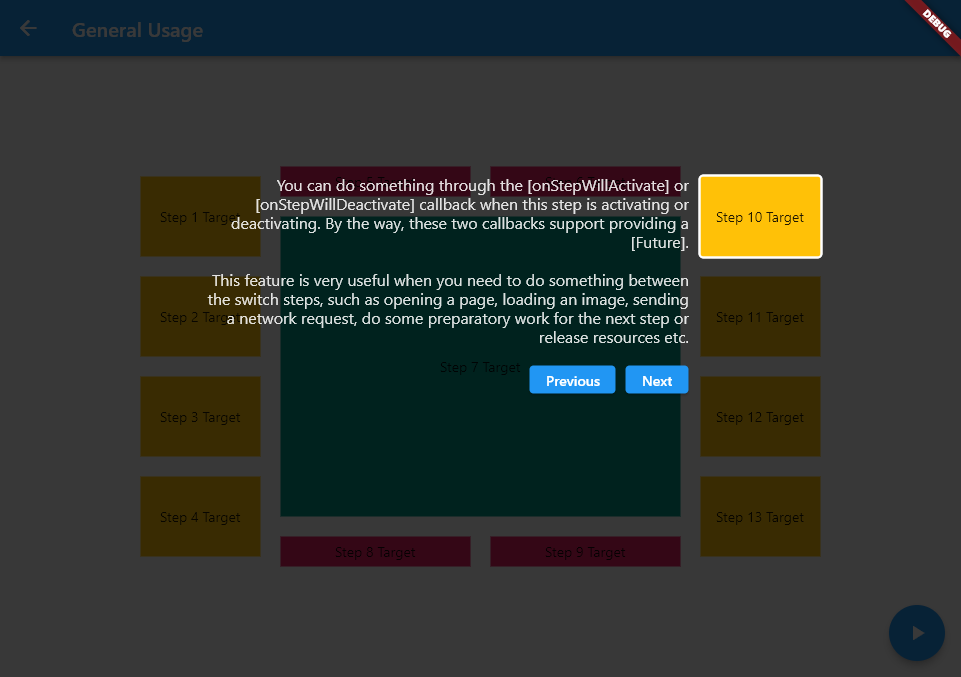 General Usage
DEBUG
You can do something through the [onStepWillActivate] or
[onStepWillDeactivate] callback when this step is activating or
deactivating. By the way, these two callbacks support providing a
[Future].
This feature is very useful when you need to do something between
the switch steps, such as opening a page, loading an image, sending
a network request, do some preparatory work for the next step or
release resources etc.
Previous
Next
Step 1 Target
Step 2 Target
Step 3 Target
Step 4 Target
Step 7 Target
Step 8 Target
Step 9 Target
Step 10 Target
Step 11 Target
Step 12 Target
Step 13 Target